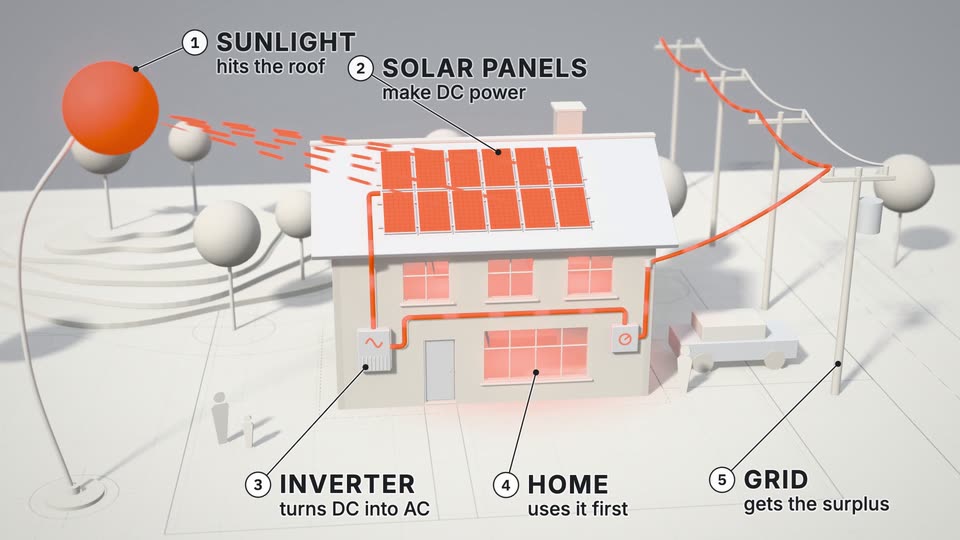 1 SUNLIGHT
hits the roof
2 SOLAR PANELS
make DC power
3 INVERTER
turns DC into AC
4 HOME
uses it first
5 GRID
gets the surplus